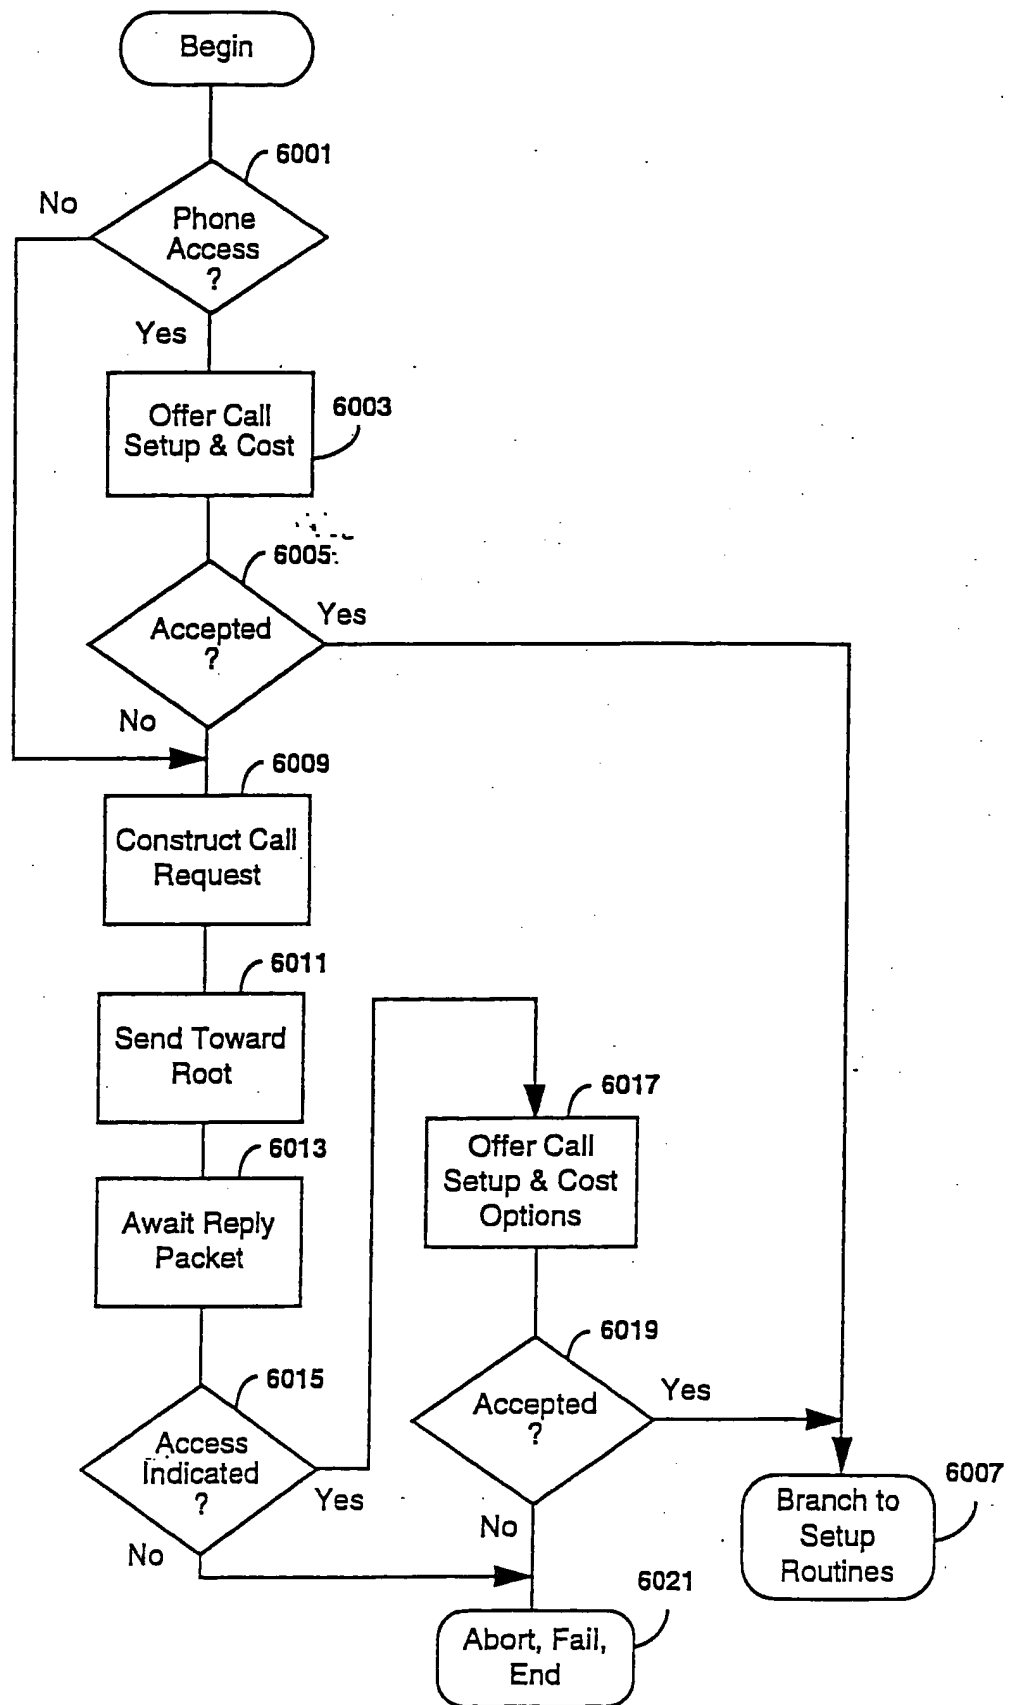 Begin
6001
No
Phone
Access
?
Yes
Offer Call
Setup & Cost
6003
6005
Yes
Accepted
?
No
6009
Construct Call
Request
6011
Send Toward
Root
6017
Offer Call
Setup & Cost
Options
6013
Await Reply
Packet
6019
Yes
Accepted
?
6015
Access
Indicated
?
Yes
No
No
6007
Branch to
Setup
Routines
6021
Abort, Fail,
End